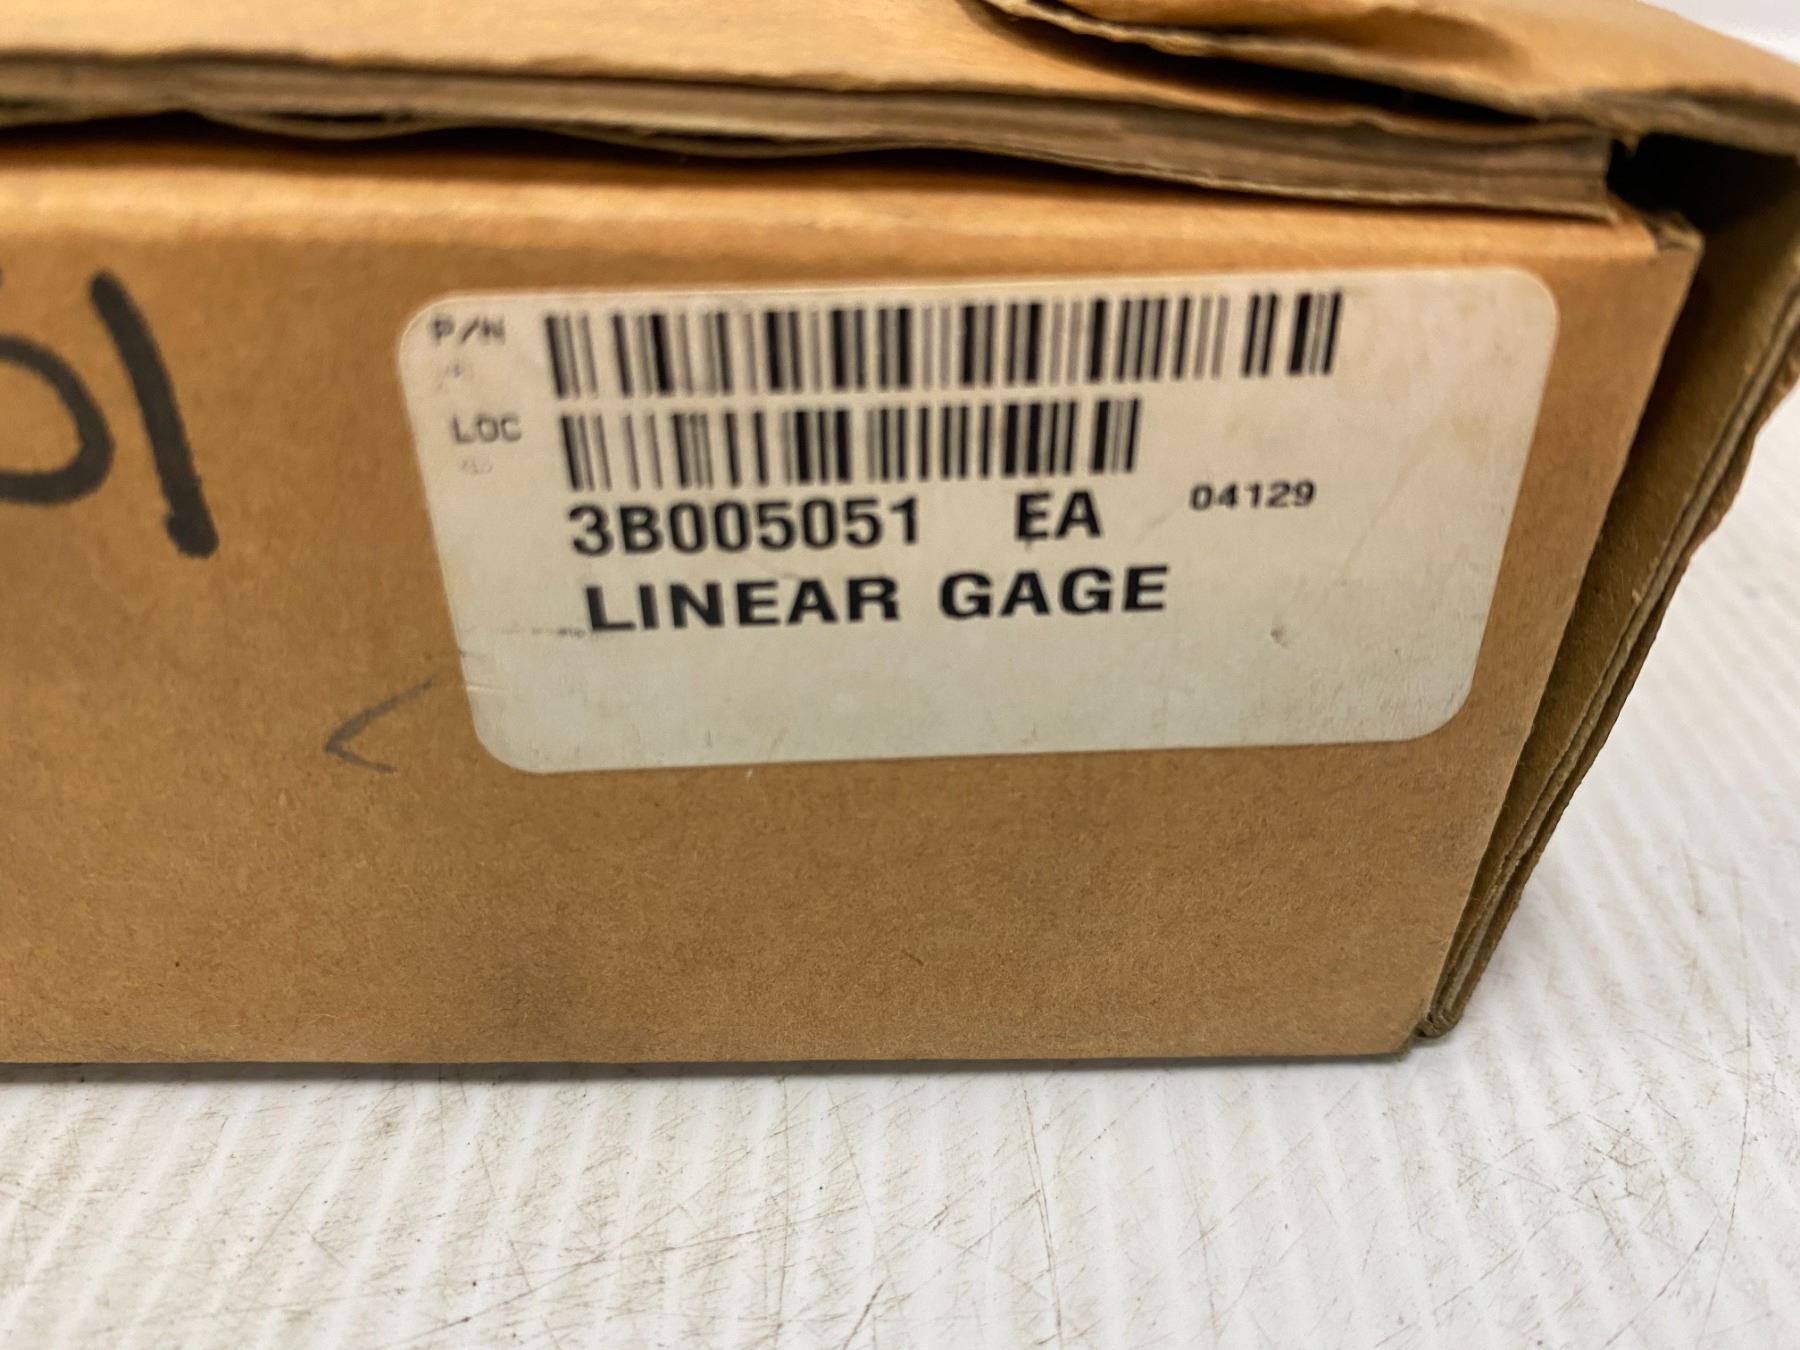 P/N
LOC
3B005051 EA 04129
LINEAR GAGE